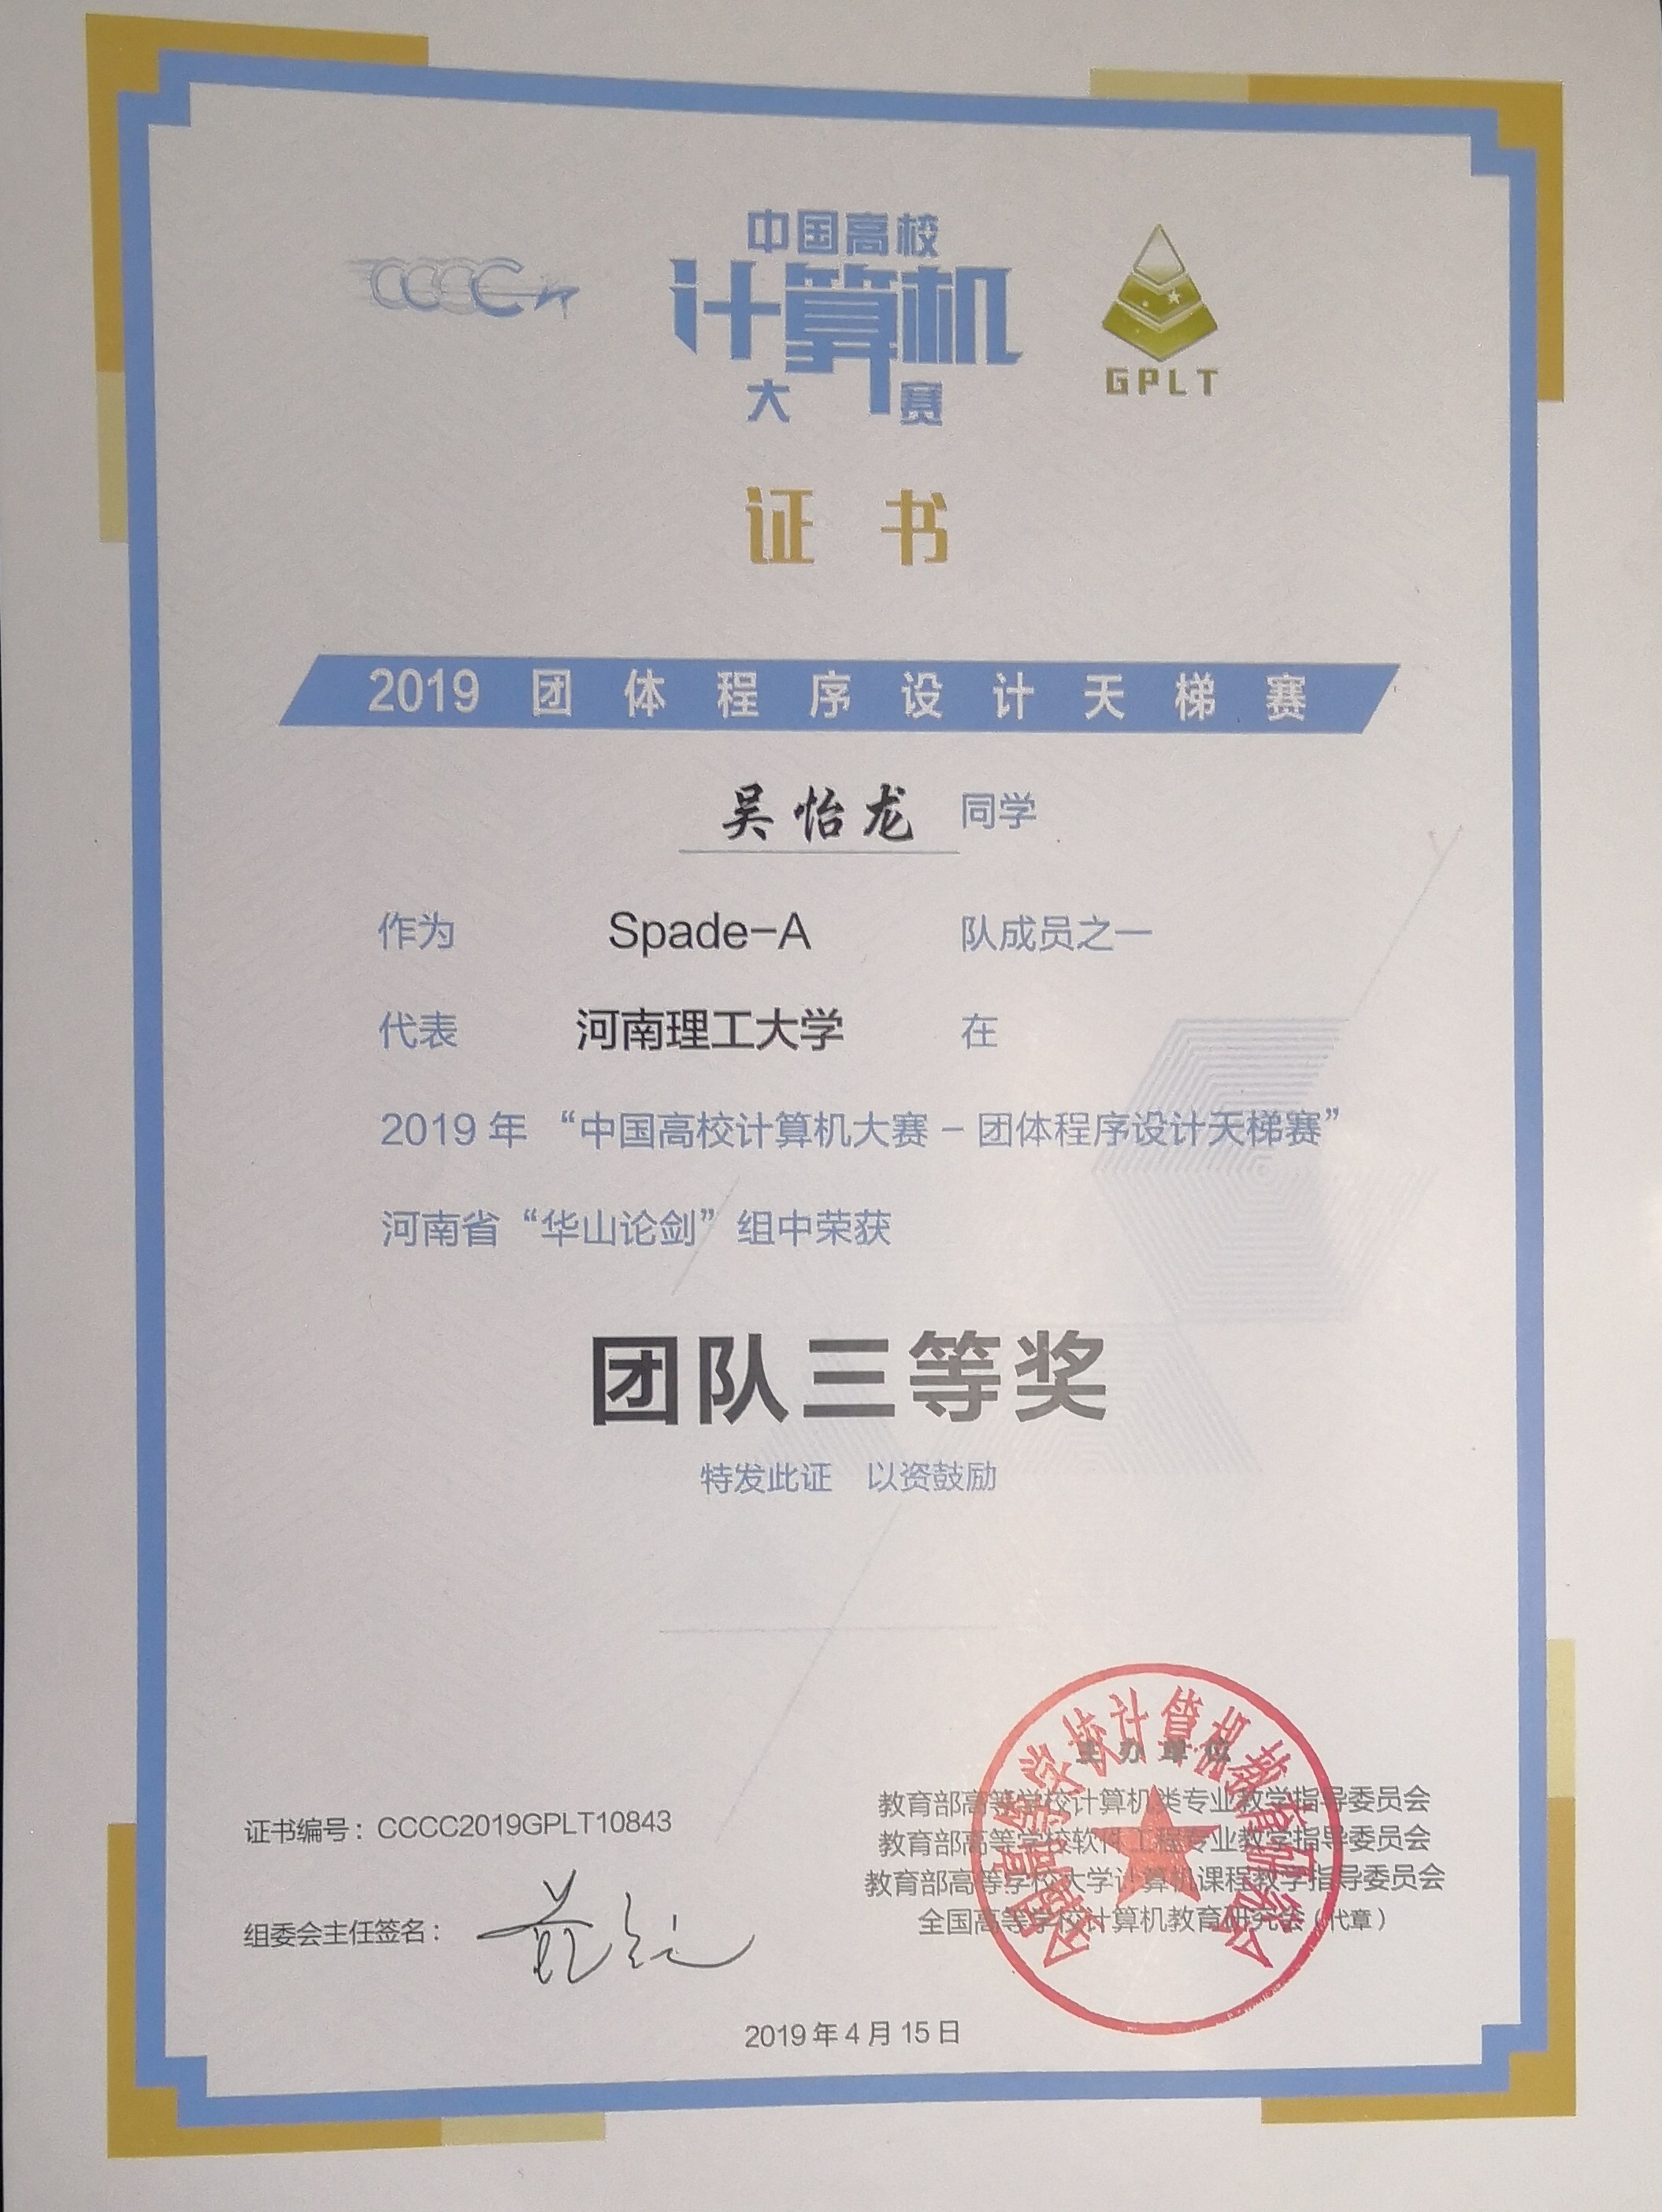 CCCC
中国高校
计算机
大赛
GPLT
证书
2019 团体程序设计天梯赛
吴怡龙 同学
作为 Spade-A 队成员之一
代表 河南理工大学 在
2019 年 “中国高校计算机大赛 – 团体程序设计天梯赛”
河南省“华山论剑”组中荣获
团队三等奖
特发此证 以资鼓励
主办单位
教育部高等学校计算机类专业教学指导委员会
教育部高等学校软件工程专业教学指导委员会
教育部高等学校大学计算机课程教学指导委员会
全国高等学校计算机教育研究会（代章）
全国高等学校计算机教育研究会
证书编号：CCCC2019GPLT10843
组委会主任签名：
2019 年 4 月 15 日